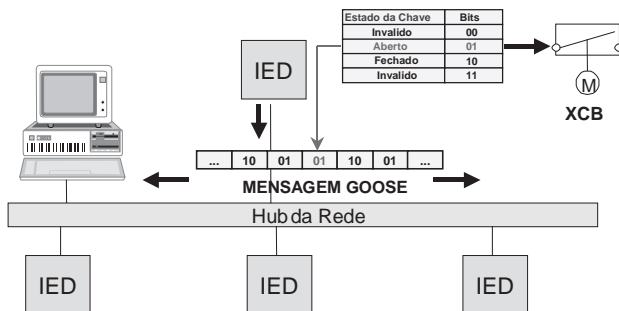 Estado da Chave Bits
Invalido 00
Aberto 01
Fechado 10
Invalido 11
IED
M
XCB
... 10 01 01 10 01 ...
MENSAGEM GOOSE
Hub da Rede
IED IED IED